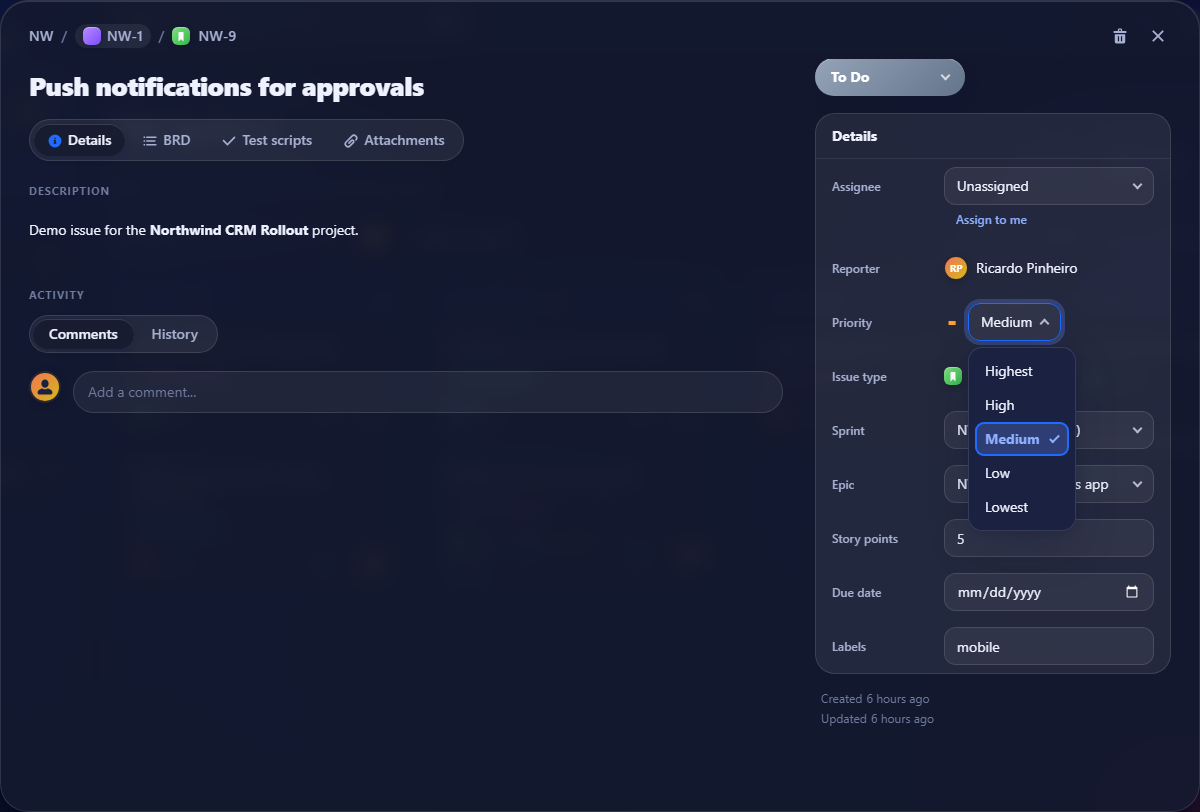 NW / NW-1 / NW-9
Push notifications for approvals
Details BRD Test scripts Attachments
DESCRIPTION
Demo issue for the Northwind CRM Rollout project.
ACTIVITY
Comments History
Add a comment...
To Do
Details
Assignee Unassigned
Assign to me
Reporter RP Ricardo Pinheiro
Priority Medium
Highest
High
Medium
Low
Lowest
Issue type
Sprint
Epic s app
Story points 5
Due date mm/dd/yyyy
Labels mobile
Created 6 hours ago
Updated 6 hours ago